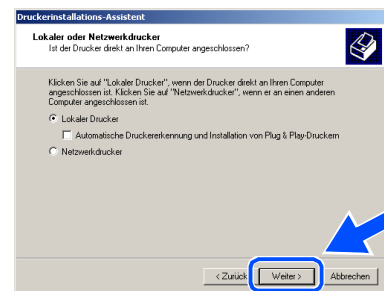 Druckerinstallations-Assistent
Lokaler oder Netzwerkdrucker
Ist der Drucker direkt an Ihren Computer angeschlossen?
Klicken Sie auf "Lokaler Drucker", wenn der Drucker direkt an Ihren Computer
angeschlossen ist. Klicken Sie auf "Netzwerkdrucker", wenn er an einen anderen
Computer angeschlossen ist.
Lokaler Drucker
Automatische Druckererkennung und Installation von Plug & Play-Druckern
Netzwerkdrucker
< Zurück Weiter > Abbrechen